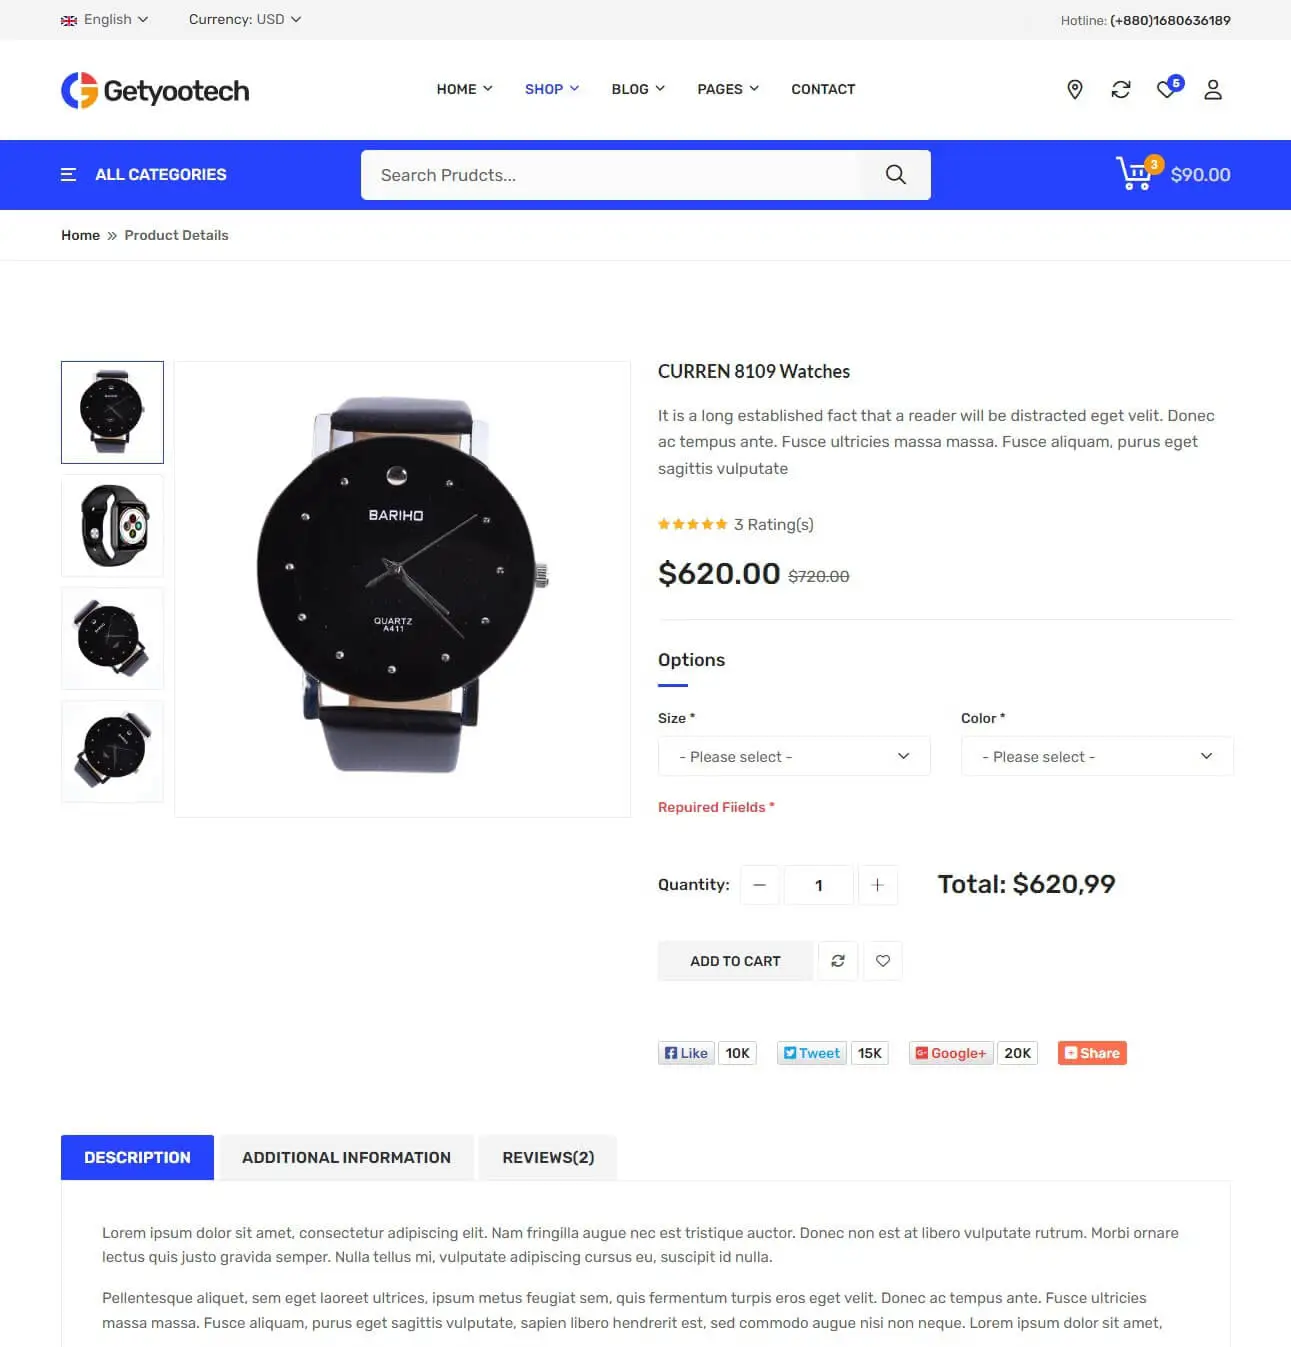 English
Currency: USD
Hotline: (+880)1680636189
Getyootech
HOME
SHOP
BLOG
PAGES
CONTACT
5
ALL CATEGORIES
Search Prudcts...
3
$90.00
Home » Product Details
CURREN 8109 Watches
It is a long established fact that a reader will be distracted eget velit. Donec
ac tempus ante. Fusce ultricies massa massa. Fusce aliquam, purus eget
sagittis vulputate
3 Rating(s)
$620.00 $720.00
BARIHO
QUARTZ
A411
Options
Size *
Color *
- Please select -
- Please select -
Repuired Fiields *
Quantity:
1
Total: $620,99
ADD TO CART
Like 10K
Tweet 15K
Google+ 20K
Share
DESCRIPTION
ADDITIONAL INFORMATION
REVIEWS(2)
Lorem ipsum dolor sit amet, consectetur adipiscing elit. Nam fringilla augue nec est tristique auctor. Donec non est at libero vulputate rutrum. Morbi ornare
lectus quis justo gravida semper. Nulla tellus mi, vulputate adipiscing cursus eu, suscipit id nulla.
Pellentesque aliquet, sem eget laoreet ultrices, ipsum metus feugiat sem, quis fermentum turpis eros eget velit. Donec ac tempus ante. Fusce ultricies
massa massa. Fusce aliquam, purus eget sagittis vulputate, sapien libero hendrerit est, sed commodo augue nisi non neque. Lorem ipsum dolor sit amet,